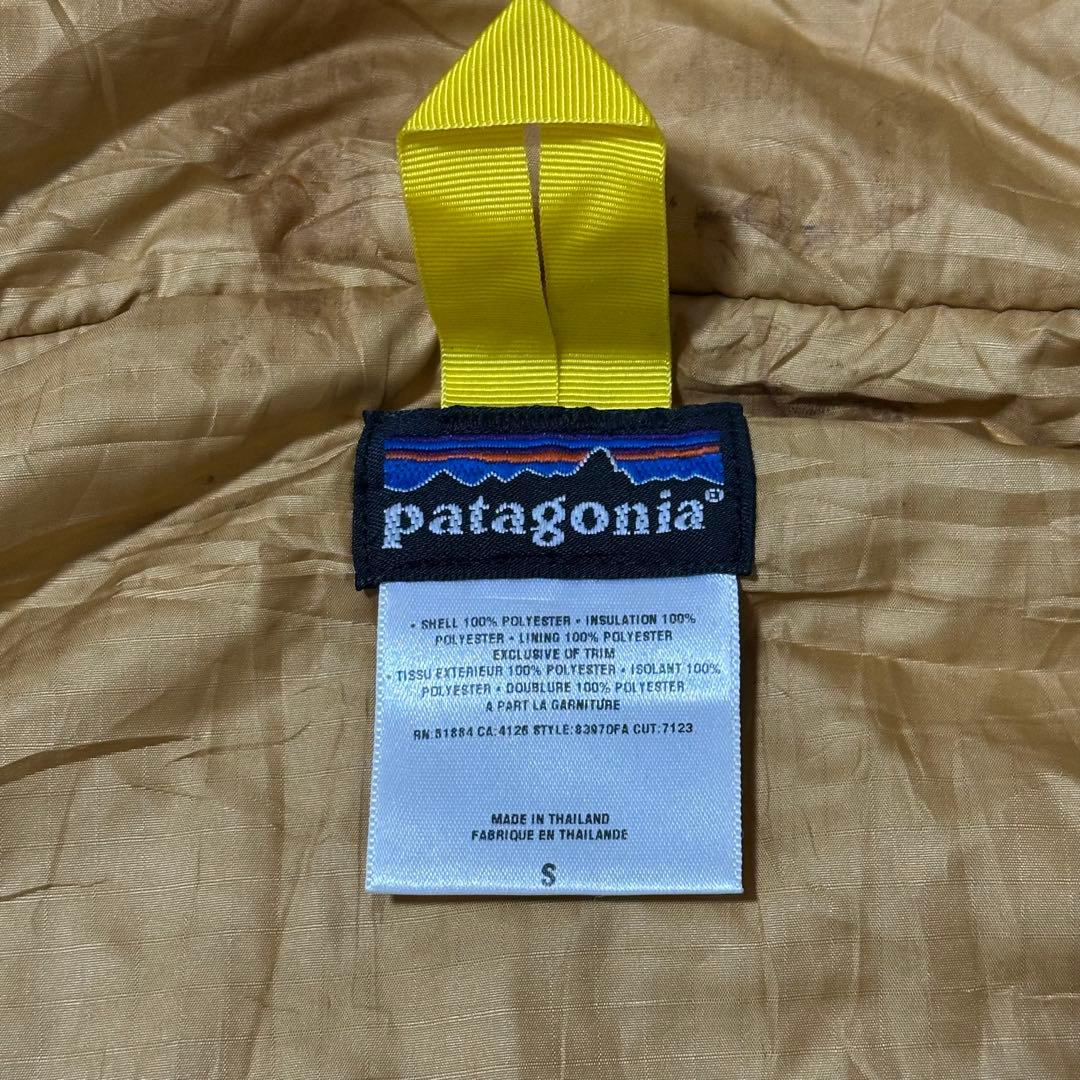 patagonia®
• SHELL 100% POLYESTER • INSULATION 100%
POLYESTER • LINING 100% POLYESTER
EXCLUSIVE OF TRIM
• TISSU EXTERIEUR 100% POLYESTER • ISOLANT 100%
POLYESTER • DOUBLURE 100% POLYESTER
A PART LA GARNITURE
RN:51884 CA:4126 STYLE:83970FA CUT:7123
MADE IN THAILAND
FABRIQUE EN THAILANDE
S